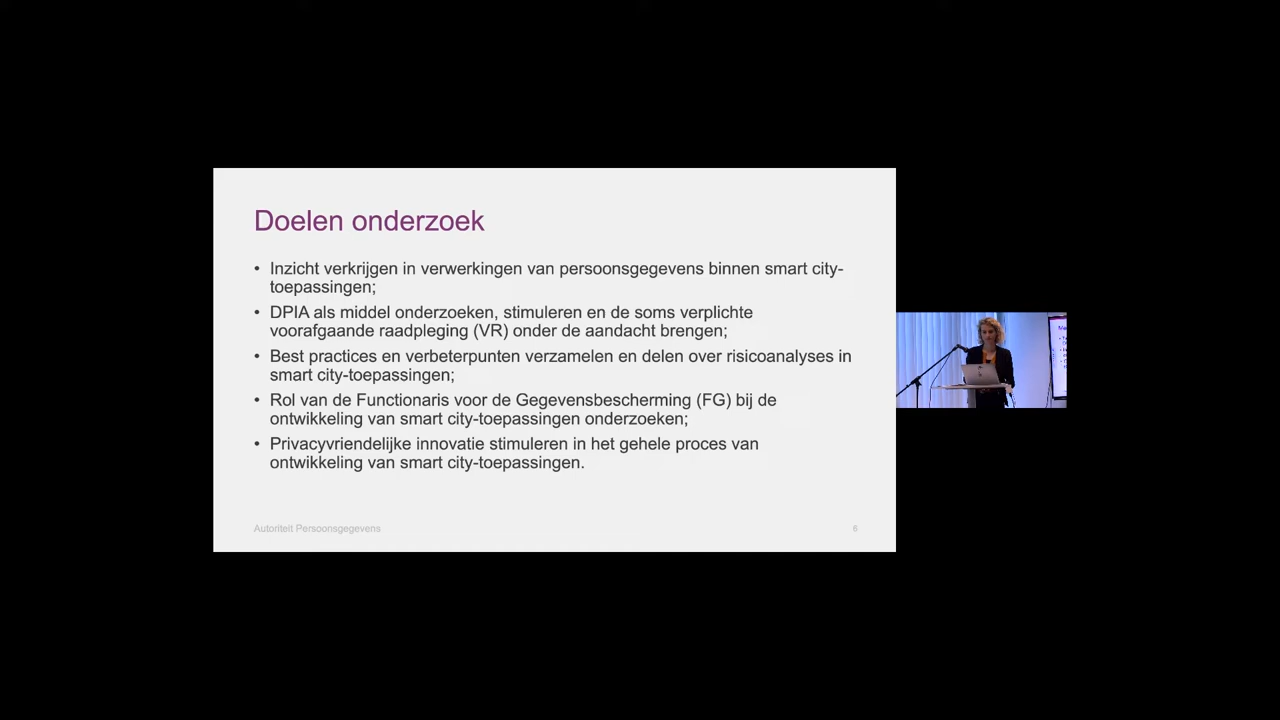 Doelen onderzoek
• Inzicht verkrijgen in verwerkingen van persoonsgegevens binnen smart city-
toepassingen;
• DPIA als middel onderzoeken, stimuleren en de soms verplichte
voorafgaande raadpleging (VR) onder de aandacht brengen;
• Best practices en verbeterpunten verzamelen en delen over risicoanalyses in
smart city-toepassingen;
• Rol van de Functionaris voor de Gegevensbescherming (FG) bij de
ontwikkeling van smart city-toepassingen onderzoeken;
• Privacyvriendelijke innovatie stimuleren in het gehele proces van
ontwikkeling van smart city-toepassingen.
Autoriteit Persoonsgegevens